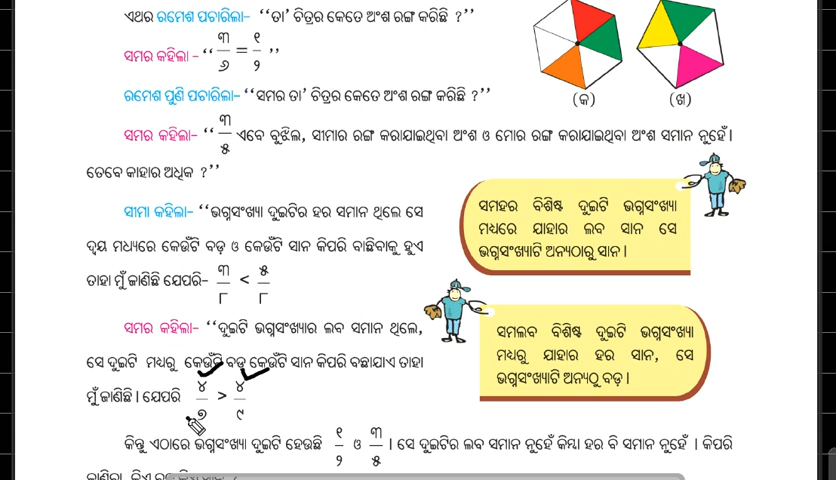 ଏଥର ରମେଶ ପଚାରିଲା- ‘‘ତା’ ଚିତ୍ରର କେତେ ଅଂଶ ରଙ୍ଗ କରିଛି ?’’
ସମର କହିଲା - ‘‘ ୩/୬ = ୧/୨ ’’
ରମେଶ ପୁଣି ପଚାରିଲା- ‘‘ସମର ତା’ ଚିତ୍ରର କେତେ ଅଂଶ ରଙ୍ଗ କରିଛି ?’’
(କ) (ଖ)
ସମର କହିଲା- ‘‘ ୩/୫ ଏବେ ବୁଝିଲ, ସୀମାର ରଙ୍ଗ କରାଯାଇଥିବା ଅଂଶ ଓ ମୋର ରଙ୍ଗ କରାଯାଇଥିବା ଅଂଶ ସମାନ ନୁହେଁ।
ତେବେ କାହାର ଅଧିକ ?’’
ସୀମା କହିଲା- ‘‘ଭଗ୍ନସଂଖ୍ୟା ଦୁଇଟିର ହର ସମାନ ଥିଲେ ସେ
ଦ୍ୱୟ ମଧ୍ୟରେ କେଉଁଟି ବଡ଼ ଓ କେଉଁଟି ସାନ କିପରି ବାଛିବାକୁ ହୁଏ
ତାହା ମୁଁ ଜାଣିଛି ଯେପରି- ୩/୮ < ୫/୮
ସମହର ବିଶିଷ୍ଟ ଦୁଇଟି ଭଗ୍ନସଂଖ୍ୟା
ମଧ୍ୟରେ ଯାହାର ଲବ ସାନ ସେ
ଭଗ୍ନସଂଖ୍ୟାଟି ଅନ୍ୟଠାରୁ ସାନ।
ସମର କହିଲା- ‘‘ଦୁଇଟି ଭଗ୍ନସଂଖ୍ୟାର ଲବ ସମାନ ଥିଲେ,
ସେ ଦୁଇଟି ମଧ୍ୟରୁ କେଉଁଟି ବଡ଼ କେଉଁଟି ସାନ କିପରି ବଛାଯାଏ ତାହା
ମୁଁ ଜାଣିଛି। ଯେପରି ୪/୭ > ୪/୯
ସମଲବ ବିଶିଷ୍ଟ ଦୁଇଟି ଭଗ୍ନସଂଖ୍ୟା
ମଧ୍ୟରୁ ଯାହାର ହର ସାନ, ସେ
ଭଗ୍ନସଂଖ୍ୟାଟି ଅନ୍ୟଠୁ ବଡ଼।
କିନ୍ତୁ ଏଠାରେ ଭଗ୍ନସଂଖ୍ୟା ଦୁଇଟି ହେଉଛି ୧/୨ ଓ ୩/୫ । ସେ ଦୁଇଟିର ଲବ ସମାନ ନୁହେଁ କିମ୍ବା ହର ବି ସମାନ ନୁହେଁ । କିପରି